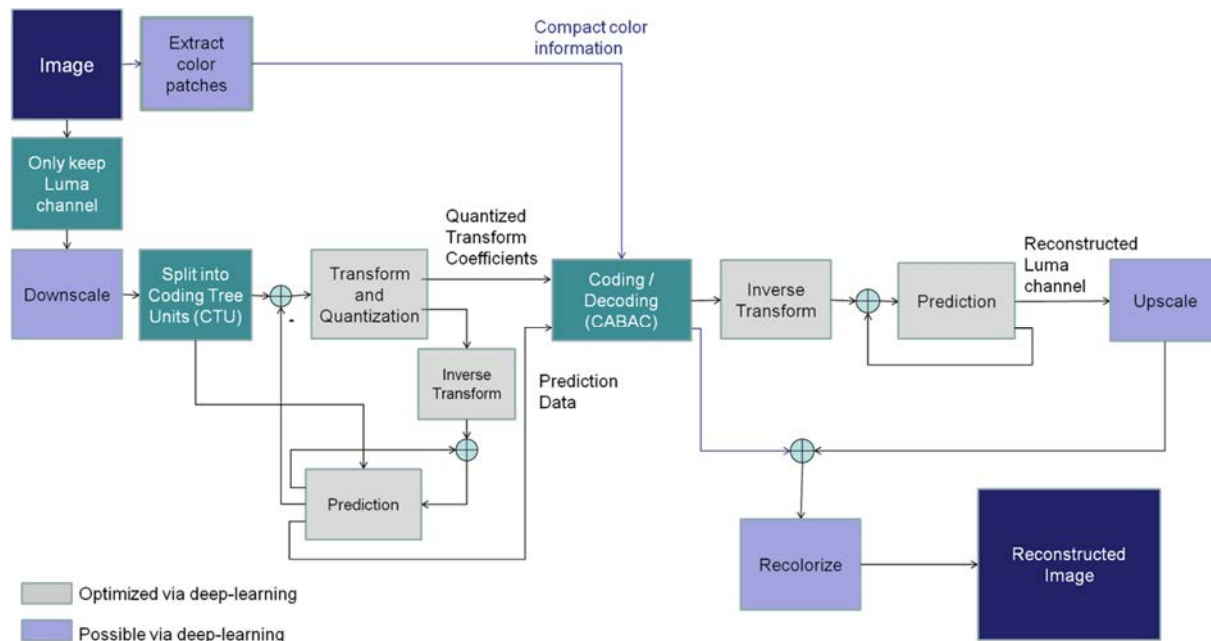 Image
Extract
color
patches
Compact color
information
Only keep
Luma
channel
Downscale
Split into
Coding Tree
Units (CTU)
-
Transform
and
Quantization
Quantized
Transform
Coefficients
Inverse
Transform
Prediction
Prediction
Data
Coding /
Decoding
(CABAC)
Inverse
Transform
Prediction
Reconstructed
Luma
channel
Upscale
Recolorize
Reconstructed
Image
Optimized via deep-learning
Possible via deep-learning